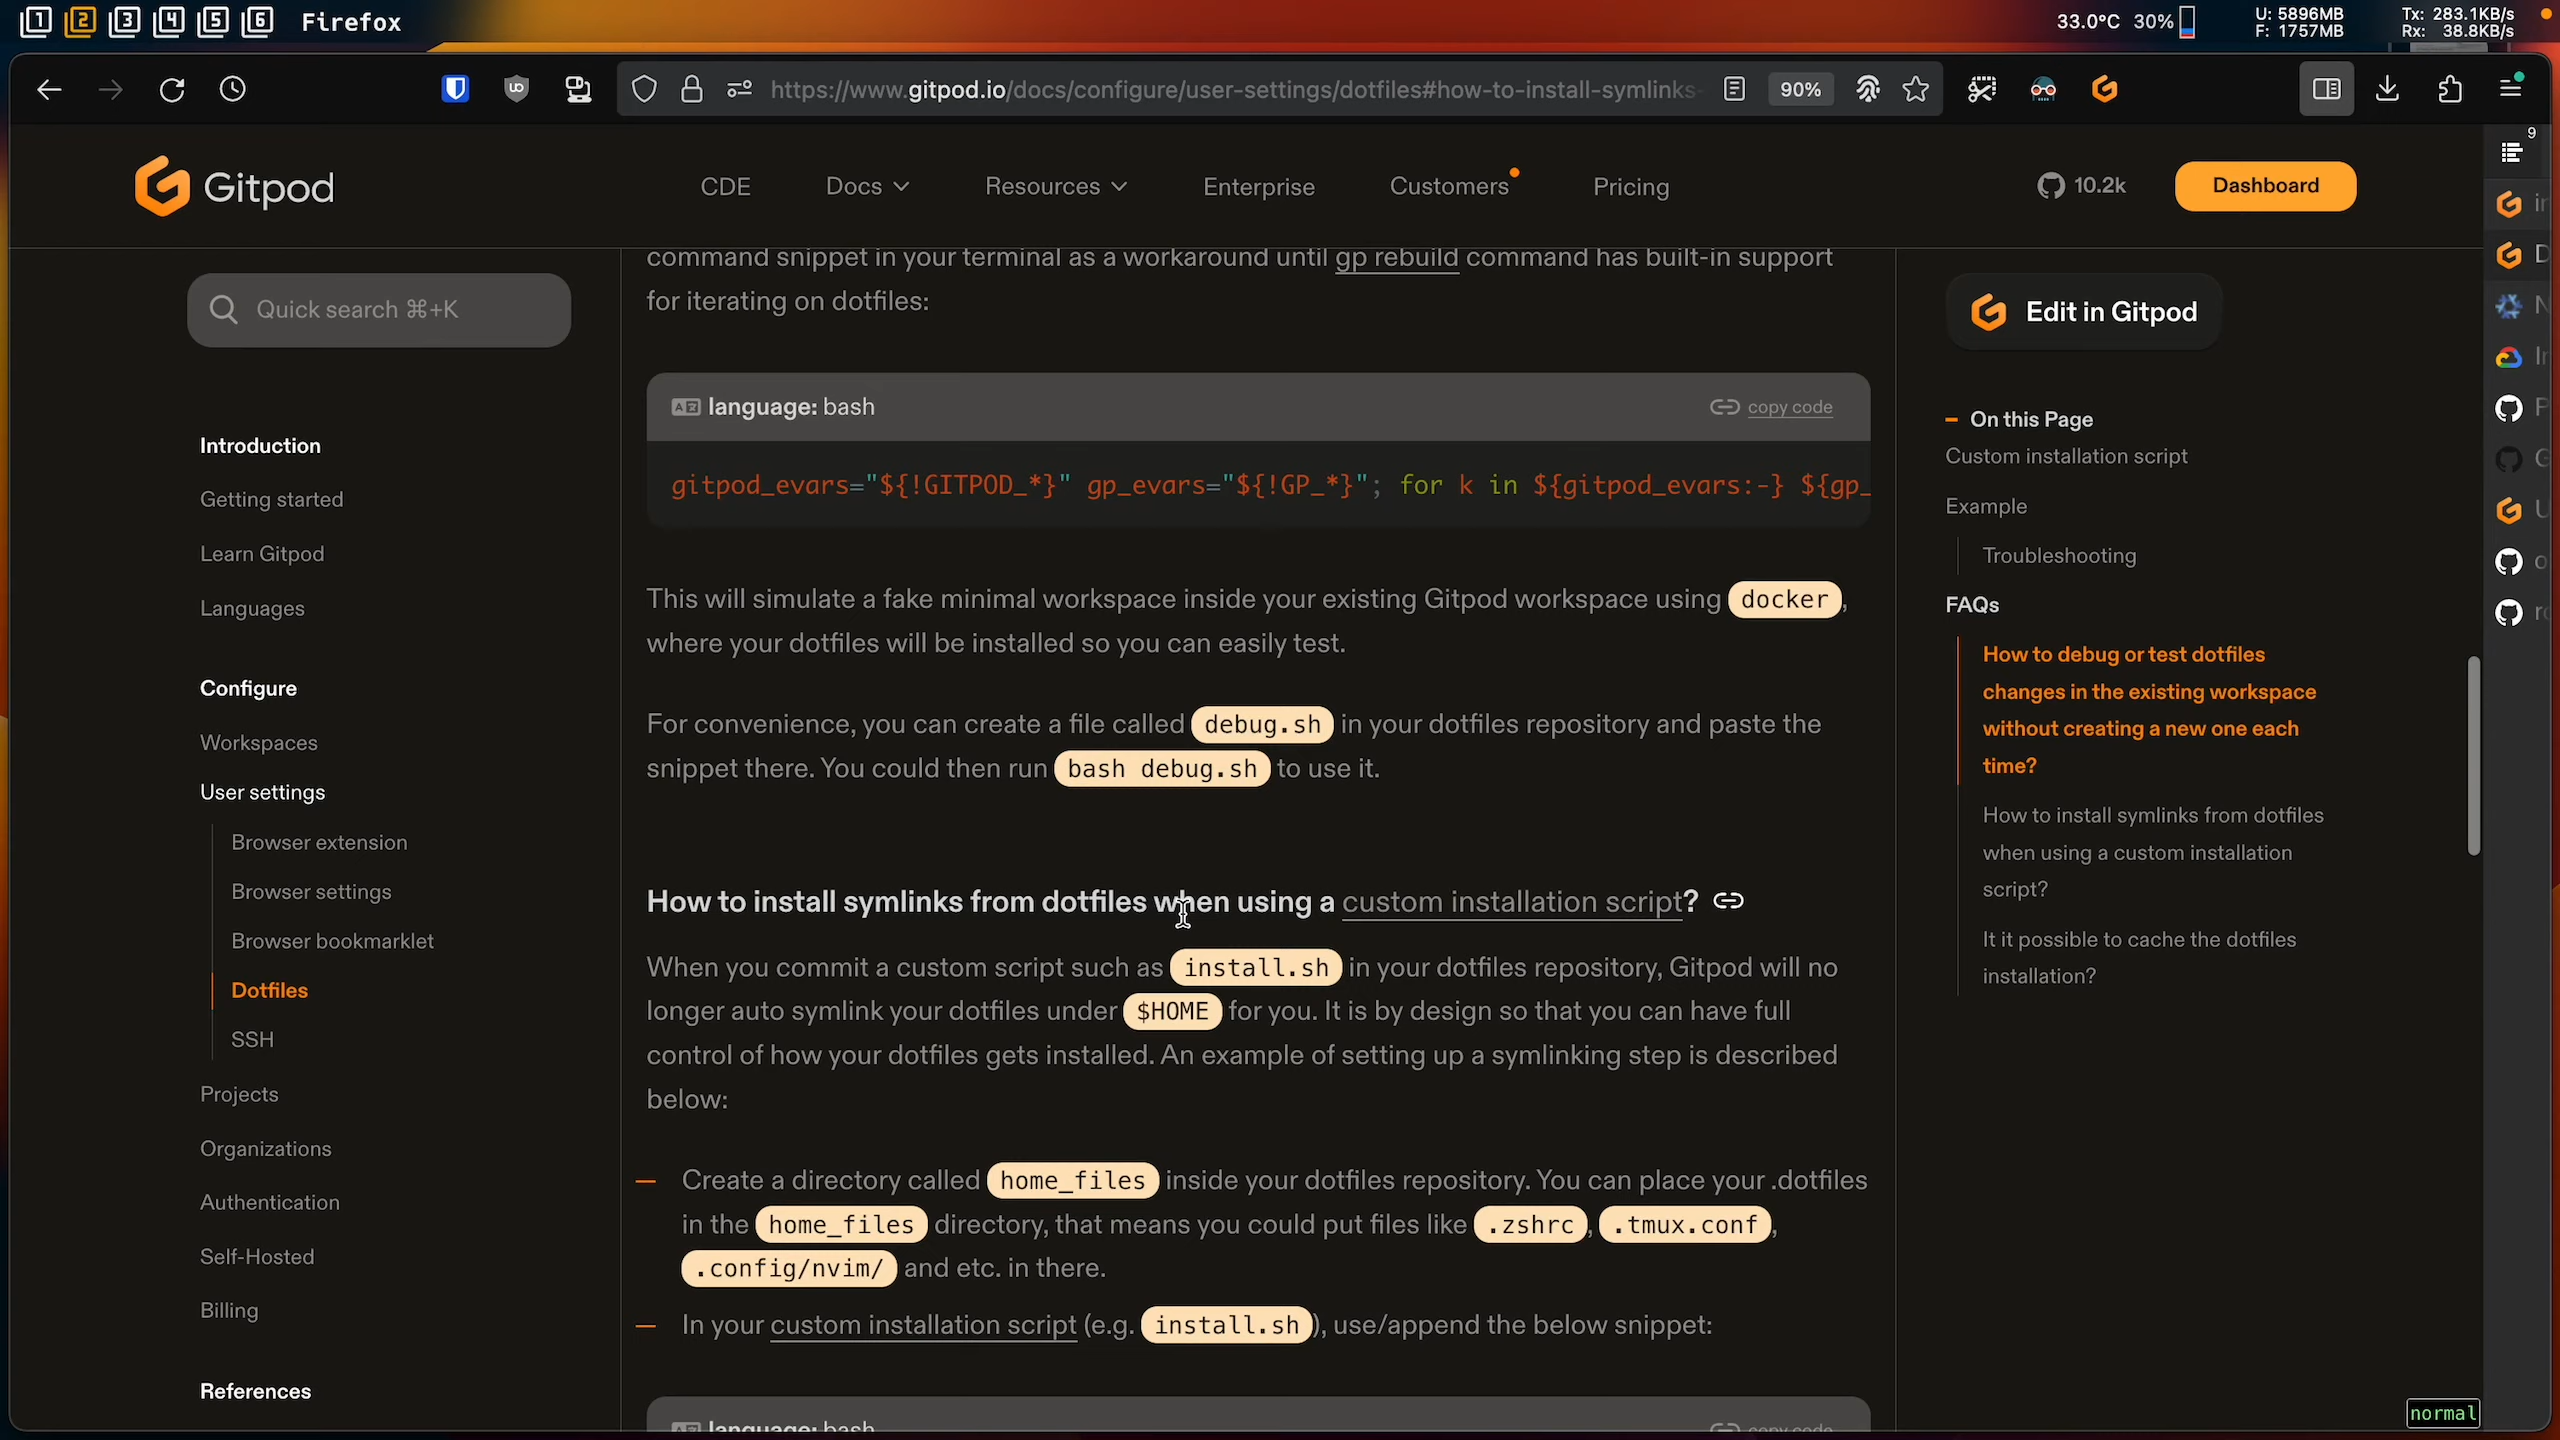 1 2 3 4 5 6 Firefox
33.0°C 30%
U: 5896MB
F: 1757MB
Tx: 283.1KB/s
Rx: 38.8KB/s
https://www.gitpod.io/docs/configure/user-settings/dotfiles#how-to-install-symlinks-
90%
9
Gitpod
CDE
Docs
Resources
Enterprise
Customers
Pricing
10.2k
Dashboard
Quick search ⌘+K
Introduction
Getting started
Learn Gitpod
Languages
Configure
Workspaces
User settings
Browser extension
Browser settings
Browser bookmarklet
Dotfiles
SSH
Projects
Organizations
Authentication
Self-Hosted
Billing
References
command snippet in your terminal as a workaround until gp rebuild command has built-in support
for iterating on dotfiles:
language: bash
copy code
gitpod_evars="${!GITPOD_*}" gp_evars="${!GP_*}"; for k in ${gitpod_evars:-} ${gp_
This will simulate a fake minimal workspace inside your existing Gitpod workspace using docker,
where your dotfiles will be installed so you can easily test.
For convenience, you can create a file called debug.sh in your dotfiles repository and paste the
snippet there. You could then run bash debug.sh to use it.
How to install symlinks from dotfiles when using a custom installation script?
When you commit a custom script such as install.sh in your dotfiles repository, Gitpod will no
longer auto symlink your dotfiles under $HOME for you. It is by design so that you can have full
control of how your dotfiles gets installed. An example of setting up a symlinking step is described
below:
Create a directory called home_files inside your dotfiles repository. You can place your .dotfiles
in the home_files directory, that means you could put files like .zshrc, .tmux.conf,
.config/nvim/ and etc. in there.
In your custom installation script (e.g. install.sh), use/append the below snippet:
language: bash
copy code
Edit in Gitpod
On this Page
Custom installation script
Example
Troubleshooting
FAQs
How to debug or test dotfiles
changes in the existing workspace
without creating a new one each
time?
How to install symlinks from dotfiles
when using a custom installation
script?
It it possible to cache the dotfiles
installation?
normal